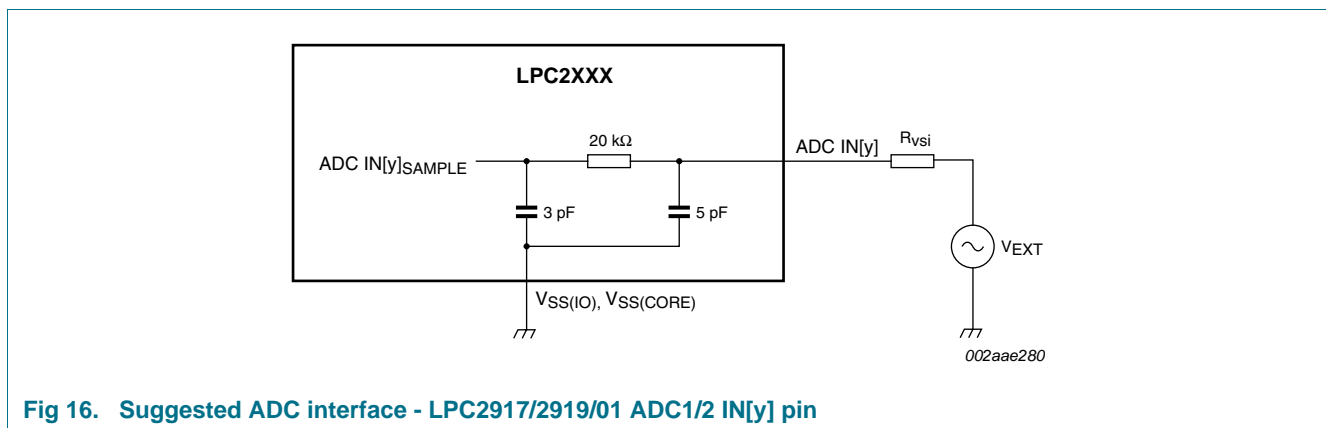 LPC2XXX
20 kΩ
ADC IN[y]
Rvsi
ADC IN[y]SAMPLE
3 pF
5 pF
VEXT
VSS(IO), VSS(CORE)
002aae280
Fig 16. Suggested ADC interface - LPC2917/2919/01 ADC1/2 IN[y] pin